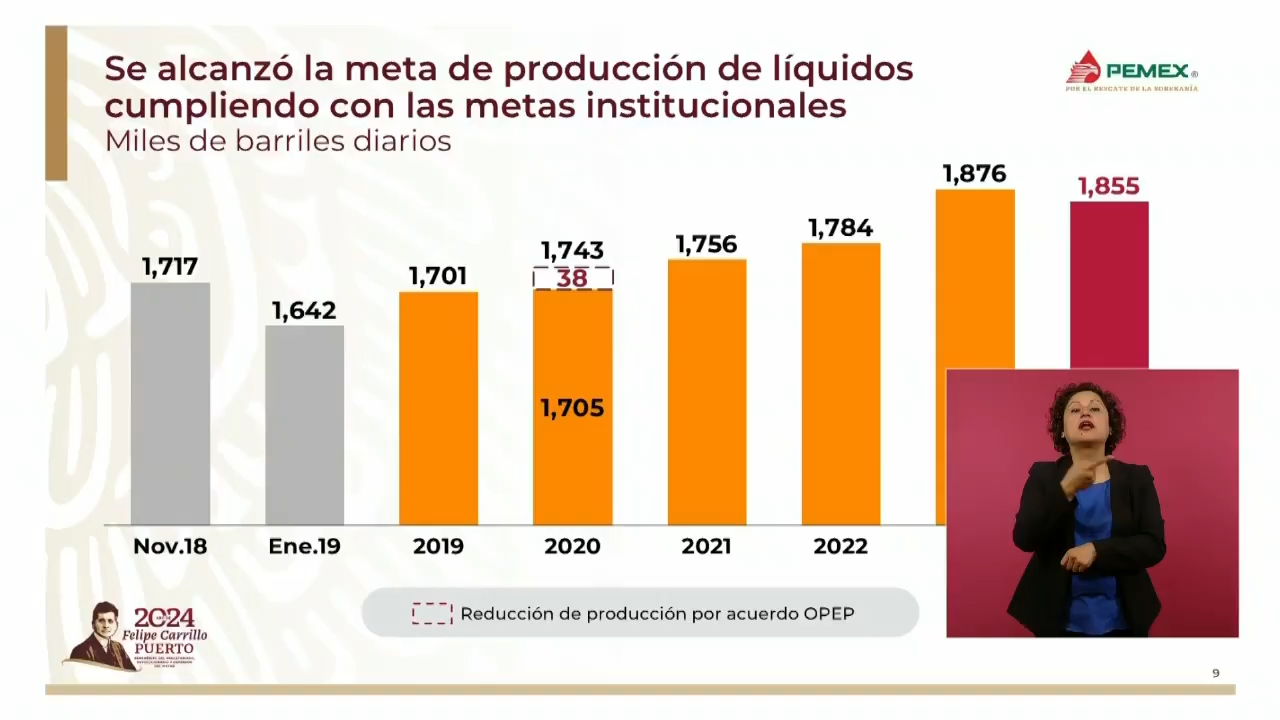 Se alcanzó la meta de producción de líquidos
cumpliendo con las metas institucionales
Miles de barriles diarios
PEMEX®
POR EL RESCATE DE LA SOBERANÍA
1,717
1,642
1,701
1,743
38
1,705
1,756
1,784
1,876
1,855
Nov.18
Ene.19
2019
2020
2021
2022
Reducción de producción por acuerdo OPEP
2024
Felipe Carrillo
PUERTO
9